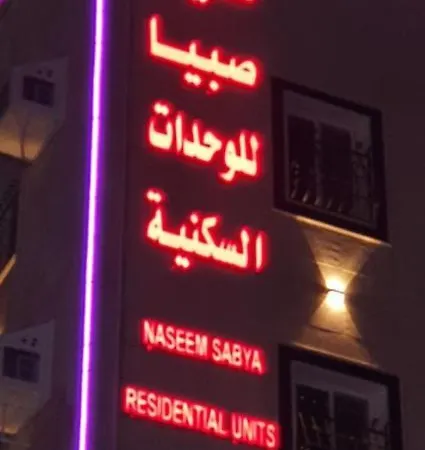 صبيا
للوحدات
السكنية
NASEEM SABYA
RESIDENTIAL UNITS